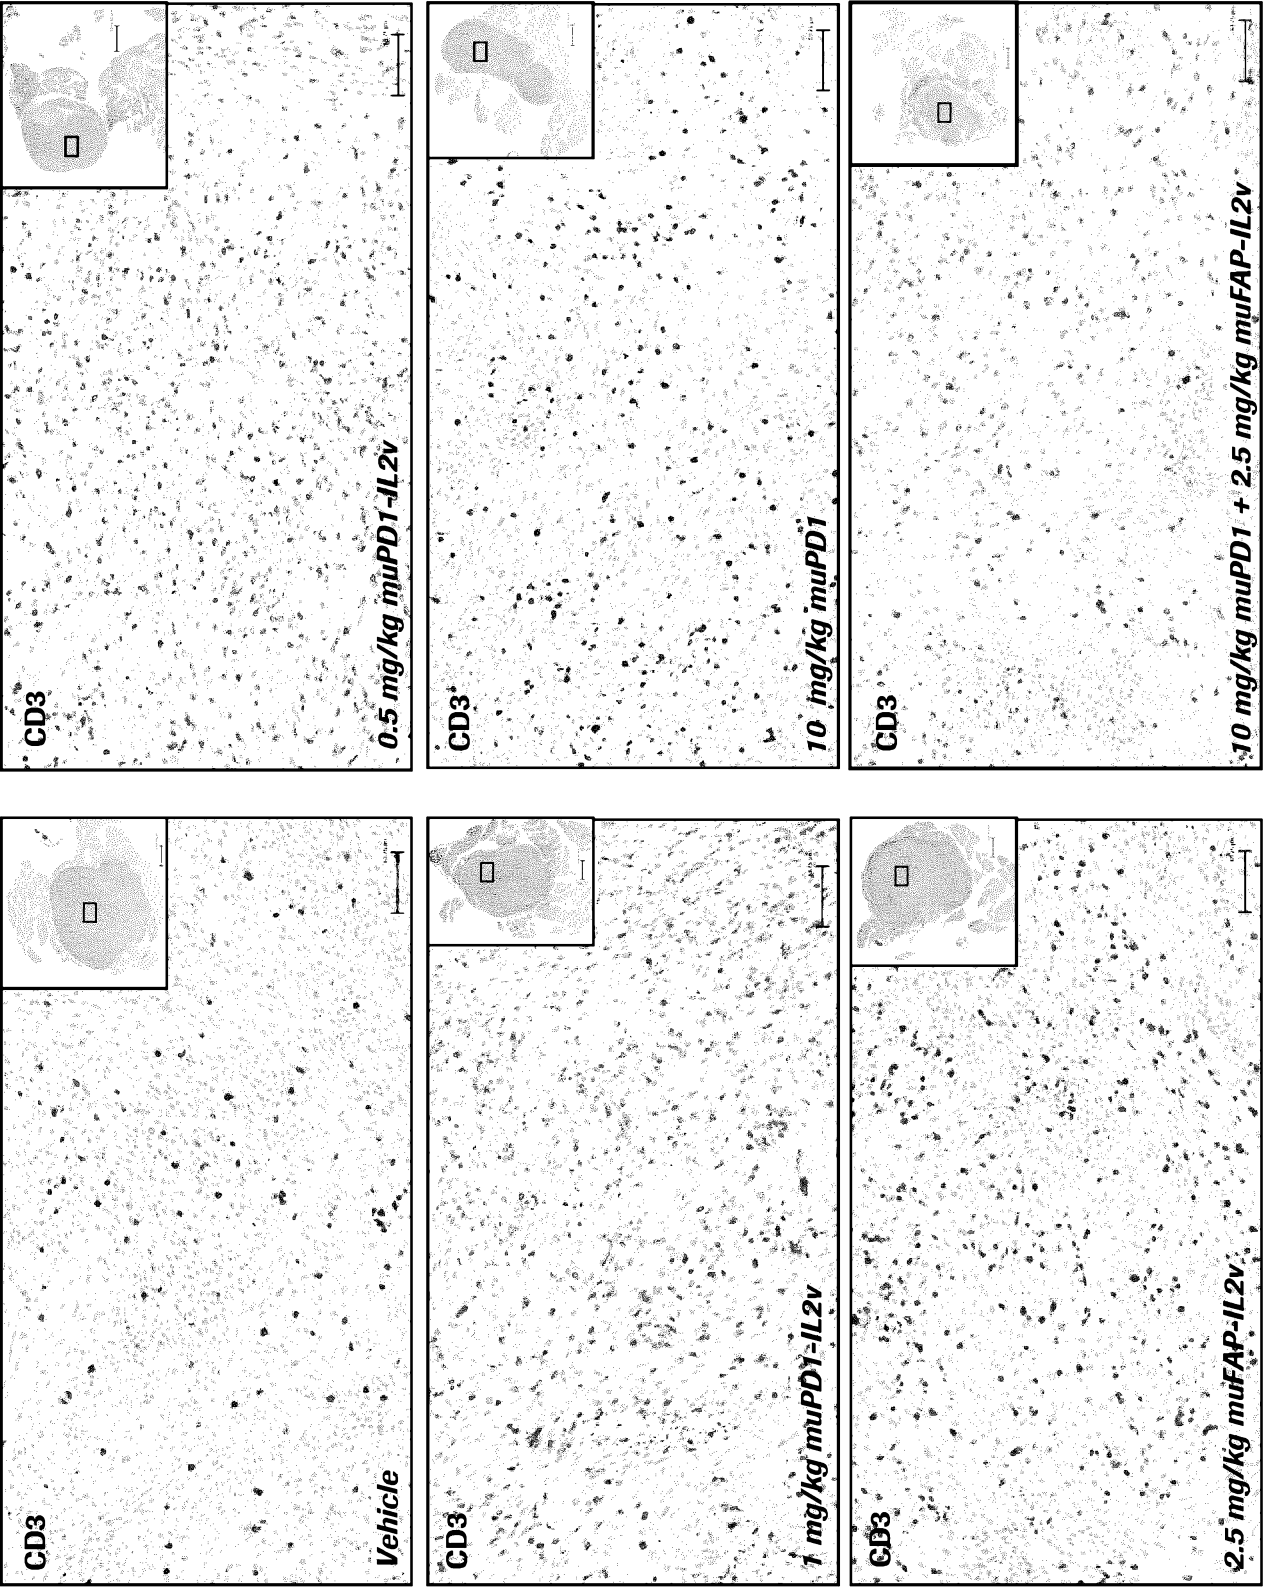 CD3
Vehicle
CD3
0.5 mg/kg muPD1-IL2v
CD3
1 mg/kg muPD1-IL2v
CD3
10 mg/kg muPD1
CD3
2.5 mg/kg muFAP-IL2v
CD3
10 mg/kg muPD1 + 2.5 mg/kg muFAP-IL2v